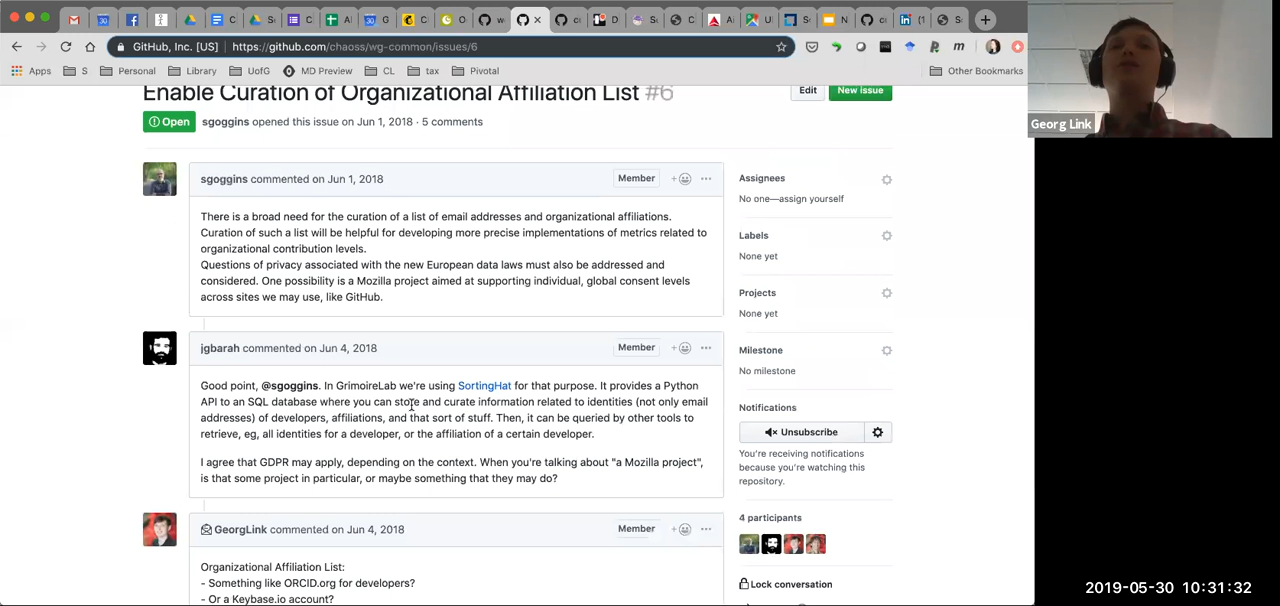 GitHub, Inc. [US] https://github.com/chaoss/wg-common/issues/6
Apps S Personal Library UofG MD Preview CL tax Pivotal Other Bookmarks
Enable Curation of Organizational Affiliation List #6
Edit New issue
Open sgoggins opened this issue on Jun 1, 2018 · 5 comments
sgoggins commented on Jun 1, 2018 Member
There is a broad need for the curation of a list of email addresses and organizational affiliations.
Curation of such a list will be helpful for developing more precise implementations of metrics related to
organizational contribution levels.
Questions of privacy associated with the new European data laws must also be addressed and
considered. One possibility is a Mozilla project aimed at supporting individual, global consent levels
across sites we may use, like GitHub.
jgbarah commented on Jun 4, 2018 Member
Good point, @sgoggins. In GrimoireLab we're using SortingHat for that purpose. It provides a Python
API to an SQL database where you can store and curate information related to identities (not only email
addresses) of developers, affiliations, and that sort of stuff. Then, it can be queried by other tools to
retrieve, eg, all identities for a developer, or the affiliation of a certain developer.
I agree that GDPR may apply, depending on the context. When you're talking about "a Mozilla project",
is that some project in particular, or maybe something that they may do?
GeorgLink commented on Jun 4, 2018 Member
Organizational Affiliation List:
- Something like ORCID.org for developers?
- Or a Keybase.io account?
Assignees
No one—assign yourself
Labels
None yet
Projects
None yet
Milestone
No milestone
Notifications
Unsubscribe
You're receiving notifications
because you're watching this
repository.
4 participants
Lock conversation
Georg Link
2019-05-30 10:31:32